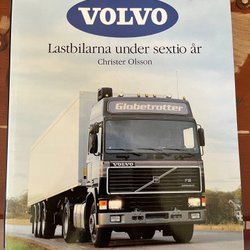 VOLVO
Lastbilarna under sextio år
Christer Olsson
Globetrotter
VOLVO
F12